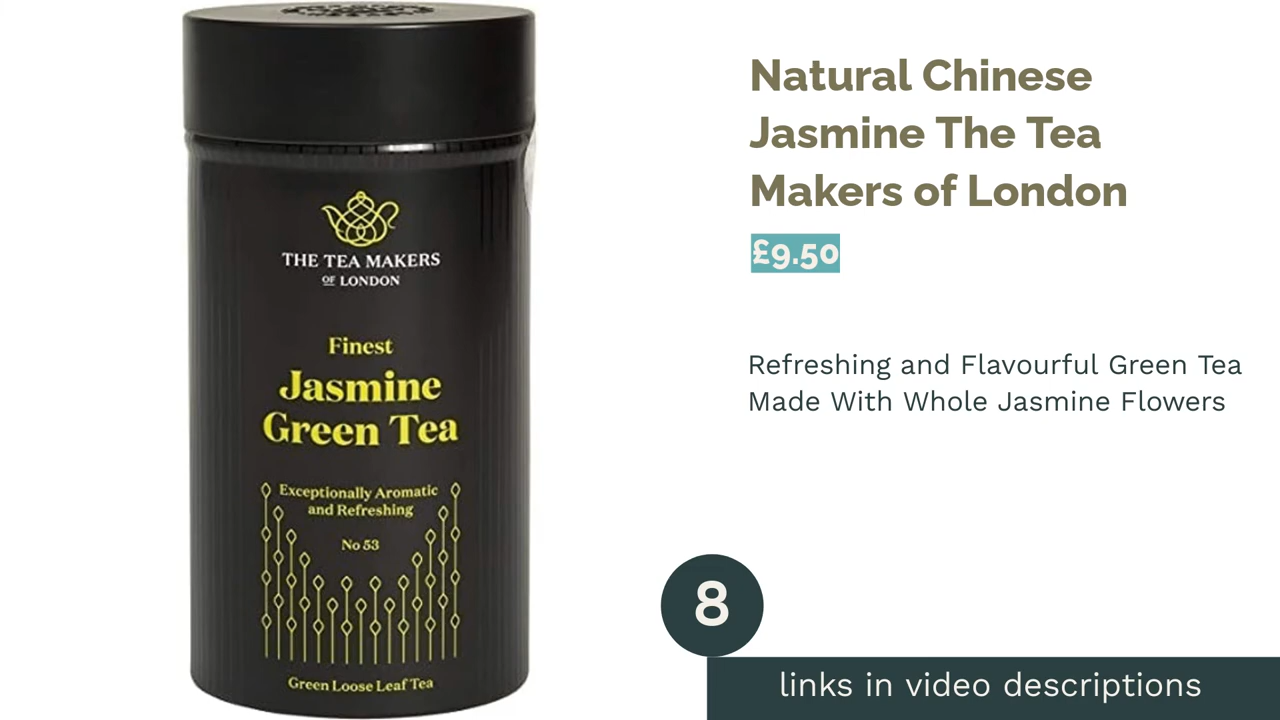 THE TEA MAKERS
OF LONDON
Finest
Jasmine
Green Tea
Exceptionally Aromatic
and Refreshing
No 53
Green Loose Leaf Tea
Natural Chinese
Jasmine The Tea
Makers of London
£9.50
Refreshing and Flavourful Green Tea
Made With Whole Jasmine Flowers
8
links in video descriptions